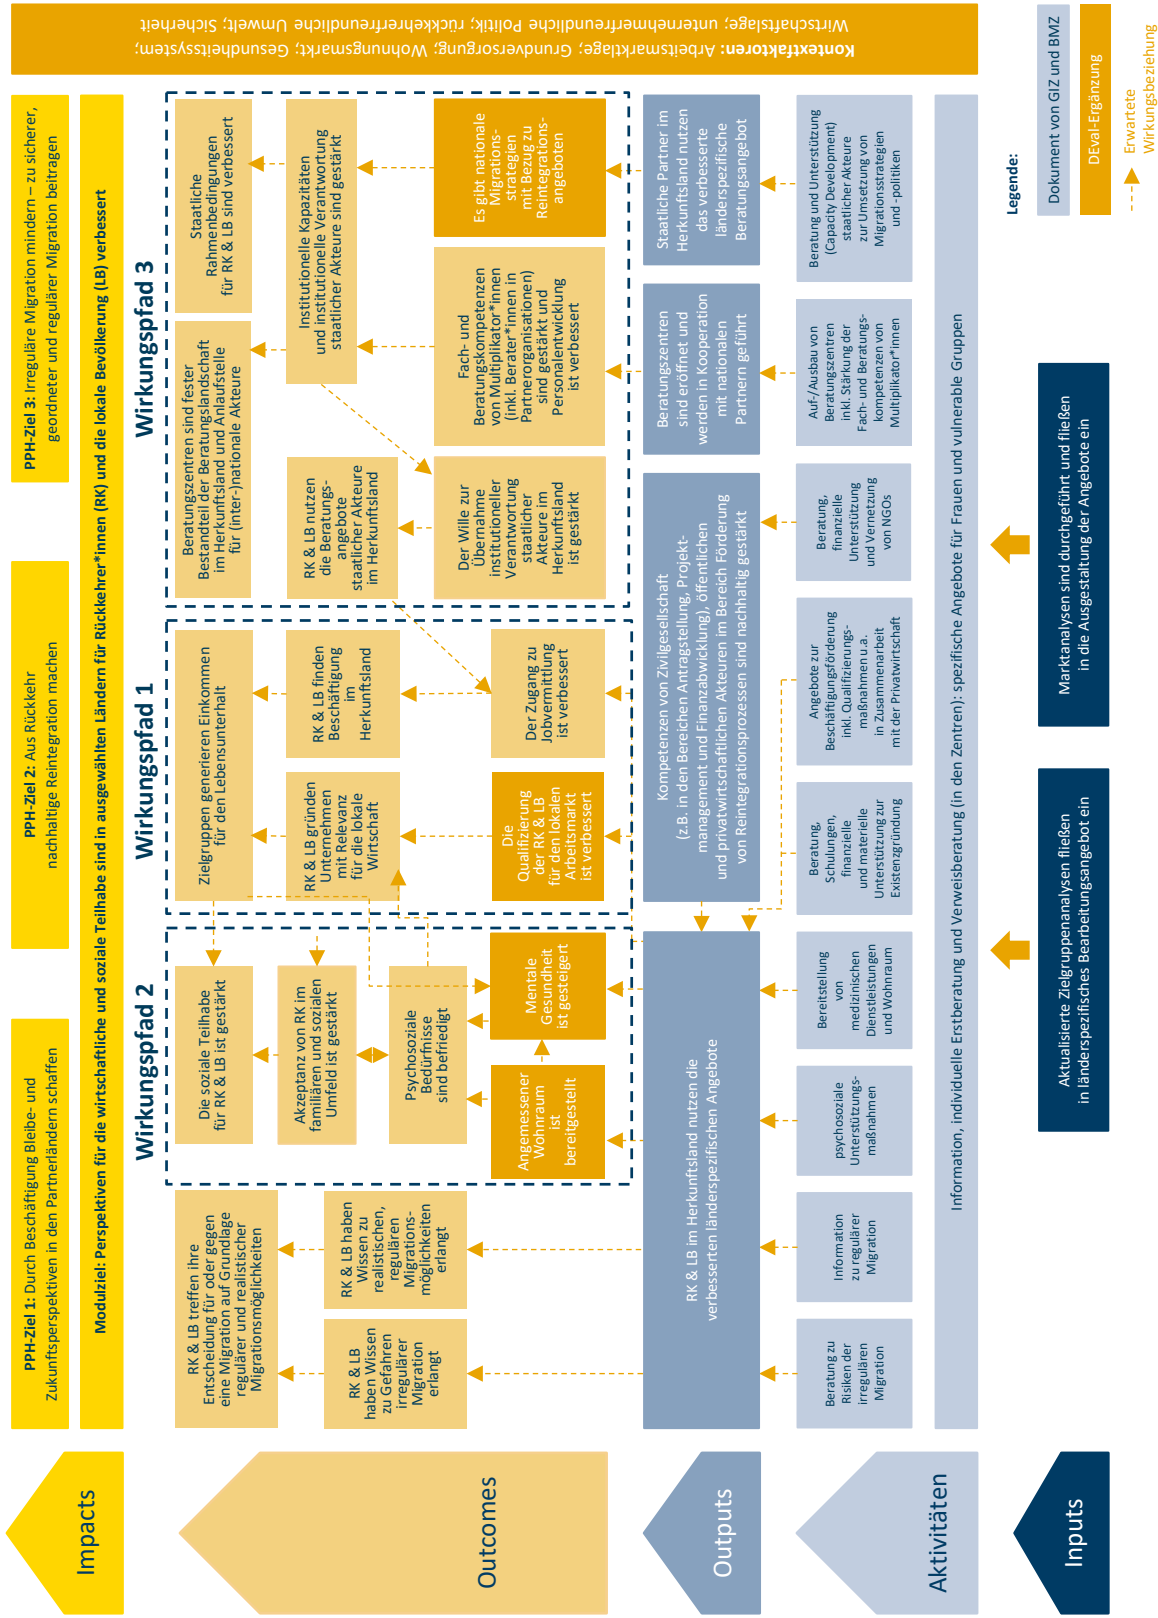 Impacts
PPH-Ziel 1: Durch Beschäftigung Bleibe- und
Zukunftsperspektiven in den Partnerländern schaffen
PPH-Ziel 2: Aus Rückkehr
nachhaltige Reintegration machen
PPH-Ziel 3: Irreguläre Migration mindern – zu sicherer,
geordneter und regulärer Migration beitragen
Modulziel: Perspektiven für die wirtschaftliche und soziale Teilhabe sind in ausgewählten Ländern für Rückkehrer*innen (RK) und die lokale Bevölkerung (LB) verbessert
Outcomes
RK & LB treffen ihre
Entscheidung für oder gegen
eine Migration auf Grundlage
regulärer und realistischer
Migrationsmöglichkeiten
RK & LB
haben Wissen
zu Gefahren
irregulärer
Migration
erlangt
RK & LB haben
Wissen zu
realistischen,
regulären
Migrations-
möglichkeiten
erlangt
Wirkungspfad 2
Die soziale Teilhabe
für RK & LB ist gestärkt
Akzeptanz von RK im
familiären und sozialen
Umfeld ist gestärkt
Psychosoziale
Bedürfnisse
sind befriedigt
Angemessener
Wohnraum
ist
bereitgestellt
Mentale
Gesundheit
ist gesteigert
Wirkungspfad 1
Zielgruppen generieren Einkommen
für den Lebensunterhalt
RK & LB gründen
Unternehmen
mit Relevanz
für die lokale
Wirtschaft
RK & LB finden
Beschäftigung
im
Herkunftsland
Die
Qualifizierung
der RK & LB
für den lokalen
Arbeitsmarkt
ist verbessert
Der Zugang zu
Jobvermittlung
ist verbessert
Wirkungspfad 3
Beratungszentren sind fester
Bestandteil der Beratungslandschaft
im Herkunftsland und Anlaufstelle
für (inter-)nationale Akteure
Staatliche
Rahmenbedingungen
für RK & LB sind verbessert
RK & LB nutzen
die Beratungs-
angebote
staatlicher Akteure
im Herkunftsland
Institutionelle Kapazitäten
und institutionelle Verantwortung
staatlicher Akteure sind gestärkt
Der Wille zur
Übernahme
institutioneller
Verantwortung
staatlicher
Akteure im
Herkunftsland
ist gestärkt
Fach- und
Beratungskompetenzen
von Multiplikator*innen
(inkl. Berater*innen in
Partnerorganisationen)
sind gestärkt und
Personalentwicklung
ist verbessert
Es gibt nationale
Migrations-
strategien
mit Bezug zu
Reintegrations-
angeboten
Outputs
RK & LB im Herkunftsland nutzen die
verbesserten länderspezifischen Angebote
Kompetenzen von Zivilgesellschaft
(z.B. in den Bereichen Antragstellung, Projekt-
management und Finanzabwicklung), öffentlichen
und privatwirtschaftlichen Akteuren im Bereich Förderung
von Reintegrationsprozessen sind nachhaltig gestärkt
Beratungszentren
sind eröffnet und
werden in Kooperation
mit nationalen
Partnern geführt
Staatliche Partner im
Herkunftsland nutzen
das verbesserte
länderspezifische
Beratungsangebot
Aktivitäten
Beratung zu
Risiken der
irregulären
Migration
Information
zu regulärer
Migration
psychosoziale
Unterstützungs-
maßnahmen
Bereitstellung
von
medizinischen
Dienstleistungen
und Wohnraum
Beratung,
Schulungen,
finanzielle
und materielle
Unterstützung zur
Existenzgründung
Angebote zur
Beschäftigungsförderung
inkl. Qualifizierungs-
maßnahmen u.a.
in Zusammenarbeit
mit der Privatwirtschaft
Beratung,
finanzielle
Unterstützung
und Vernetzung
von NGOs
Auf-/Ausbau von
Beratungszentren
inkl. Stärkung der
Fach- und Beratungs-
kompetenzen von
Multiplikator*innen
Beratung und Unterstützung
(Capacity Development)
staatlicher Akteure
zur Umsetzung von
Migrationsstrategien
und -politiken
Information, individuelle Erstberatung und Verweisberatung (in den Zentren): spezifische Angebote für Frauen und vulnerable Gruppen
Inputs
Aktualisierte Zielgruppenanalysen fließen
in länderspezifisches Bearbeitungsangebot ein
Marktanalysen sind durchgeführt und fließen
in die Ausgestaltung der Angebote ein
Kontextfaktoren: Arbeitsmarktlage; Grundversorgung; Wohnungsmarkt; Gesundheitssystem;
Wirtschaftslage; unternehmerfreundliche Politik; rückkehrerfreundliche Umwelt; Sicherheit
Legende:
Dokument von GIZ und BMZ
DEval-Ergänzung
Erwartete
Wirkungsbeziehung